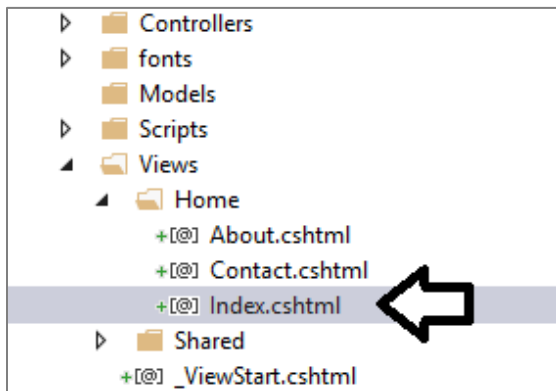 Controllers
fonts
Models
Scripts
Views
Home
+[@] About.cshtml
+[@] Contact.cshtml
+[@] Index.cshtml
Shared
+[@] _ViewStart.cshtml